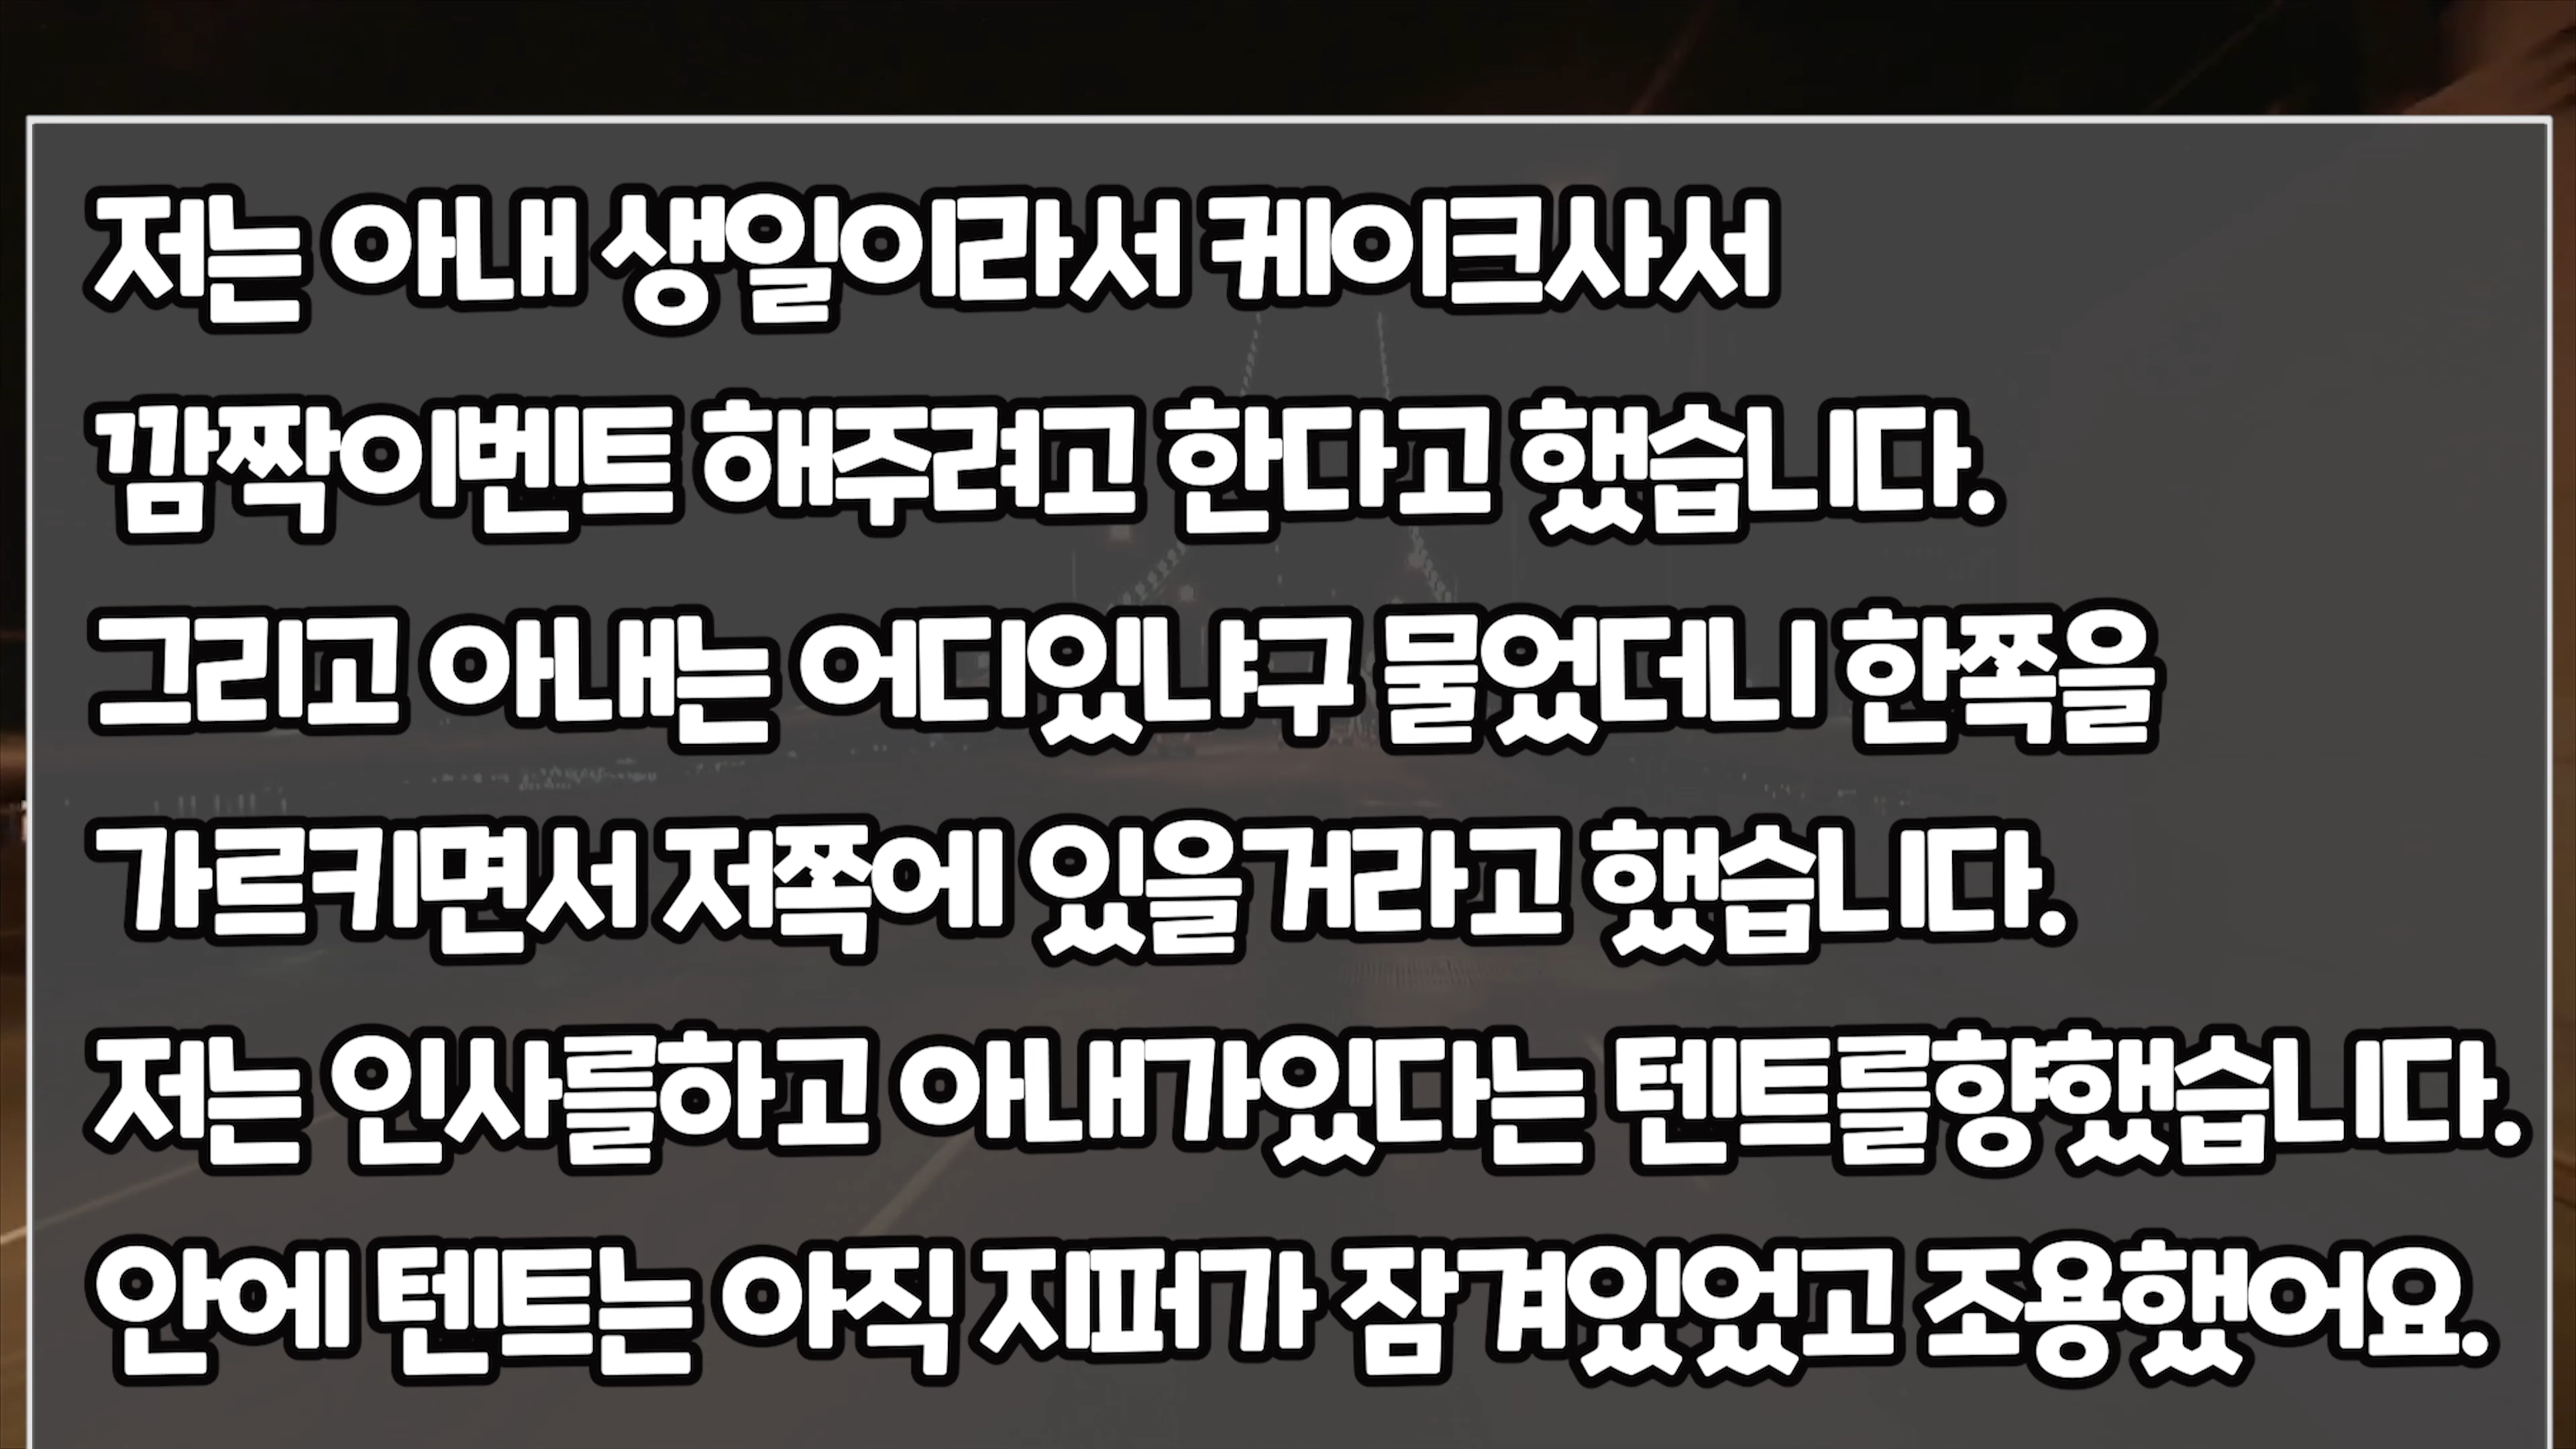 저는 아내 생일이라서 케이크사서
깜짝이벤트 해주려고 한다고 했습니다.
그리고 아내는 어디있냐구 물었더니 한쪽을
가르키면서 저쪽에 있을거라고 했습니다.
저는 인사를하고 아내가있다는 텐트를향했습니다.
안에 텐트는 아직 지퍼가 잠겨있었고 조용했어요.